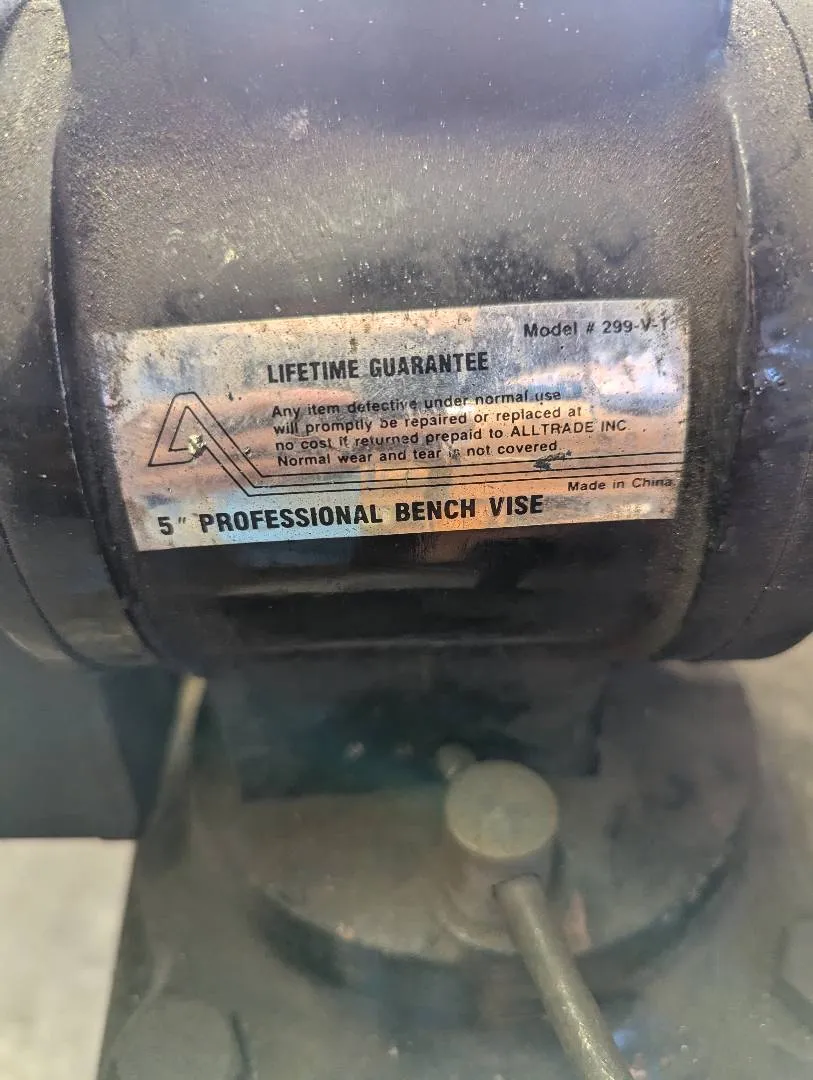 Model # 299-V-1
LIFETIME GUARANTEE
Any item defective under normal use
will promptly be repaired or replaced at
no cost if returned prepaid to ALLTRADE INC.
Normal wear and tear is not covered
Made in China
5" PROFESSIONAL BENCH VISE